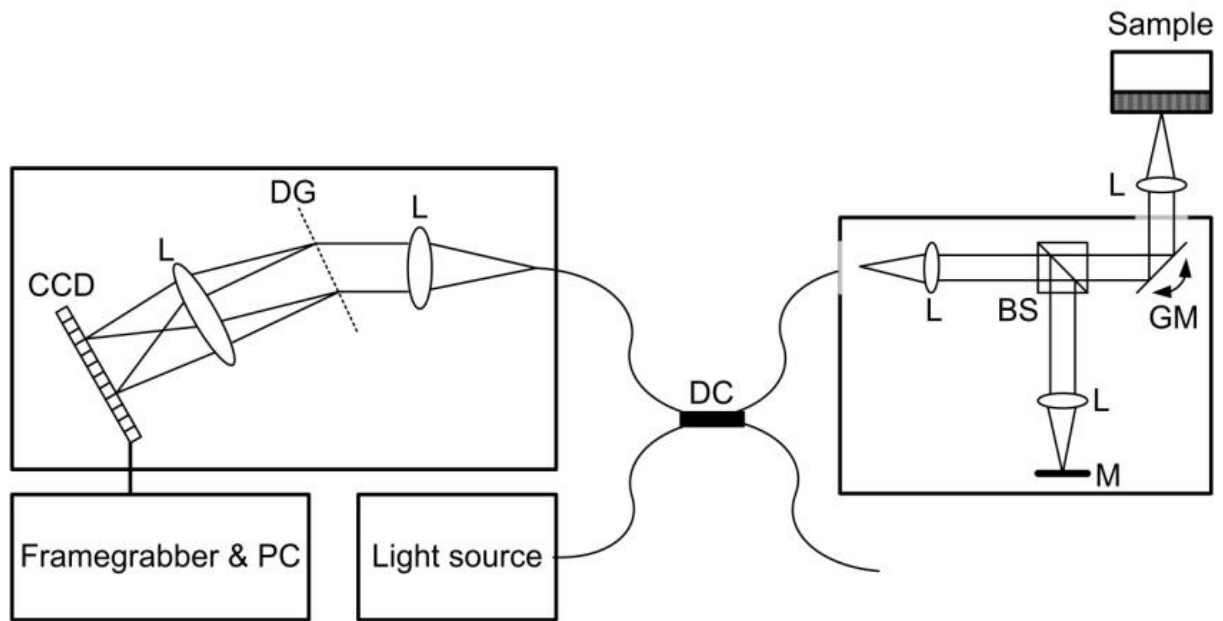 Sample
DG
L
L
L
CCD
L
BS
GM
DC
L
M
Framegrabber & PC
Light source